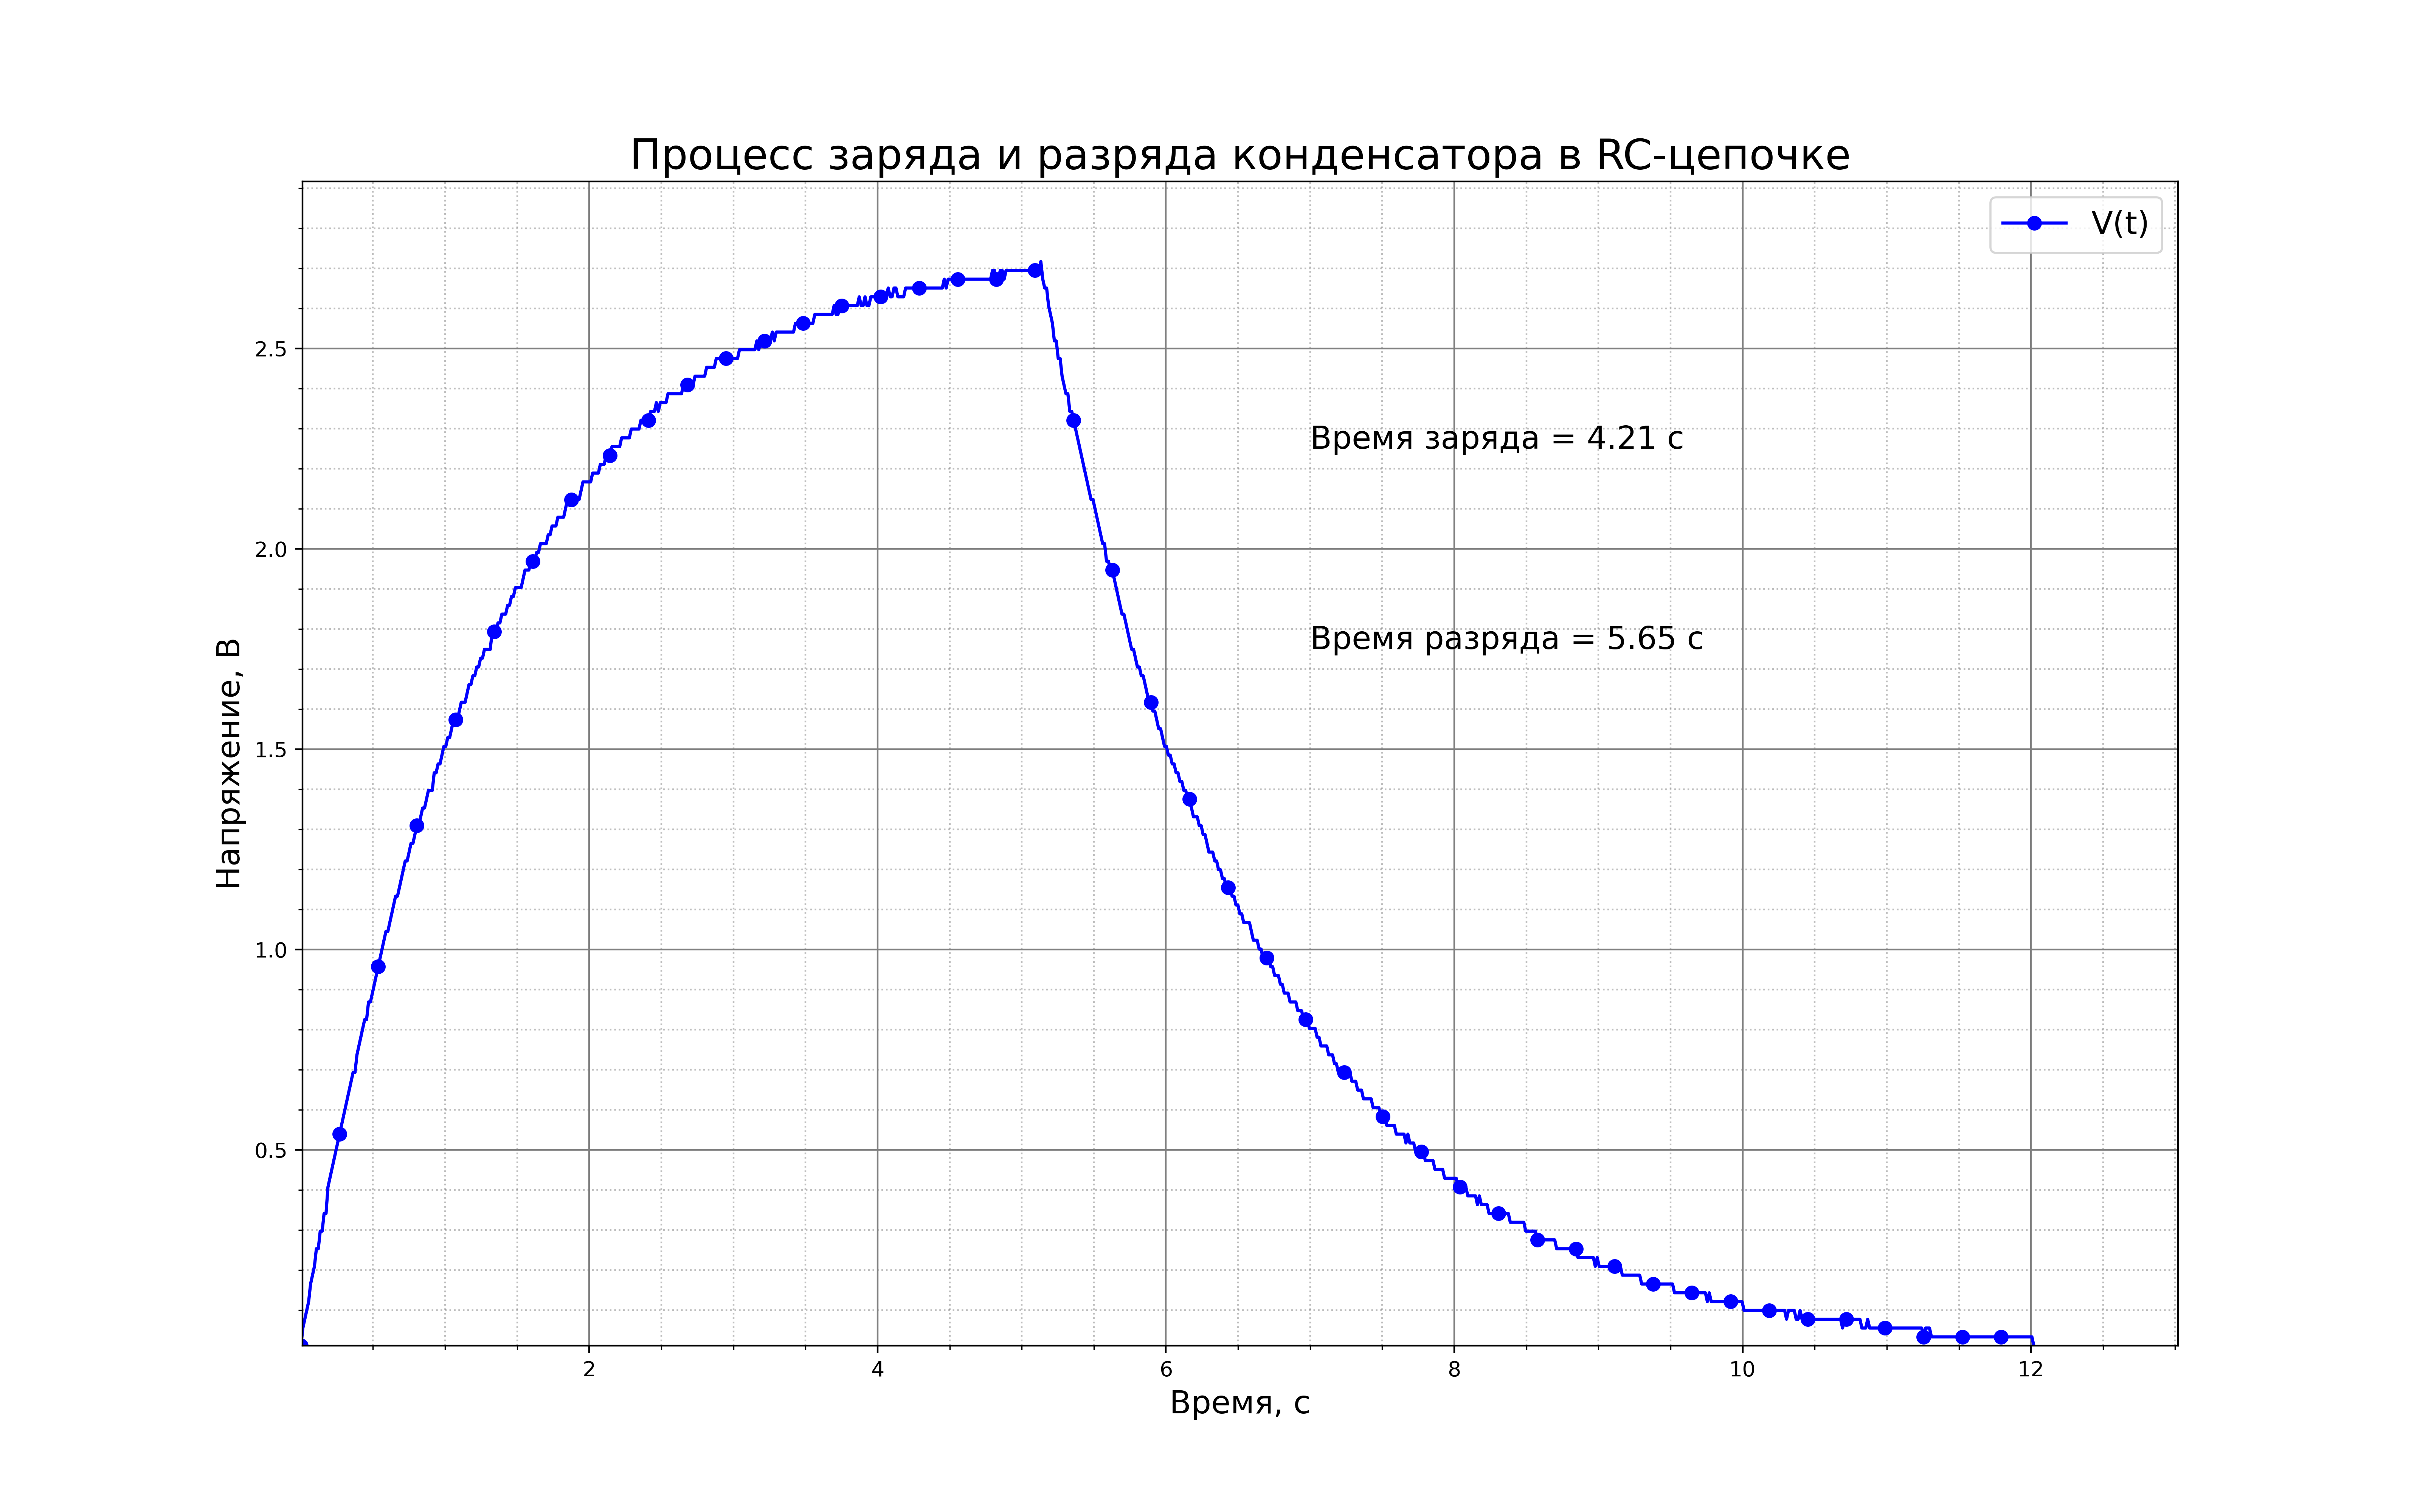 Процесс заряда и разряда конденсатора в RC-цепочке
V(t)
Напряжение, В
2.5
2.0
1.5
1.0
0.5
Время заряда = 4.21 с
Время разряда = 5.65 с
2 4 6 8 10 12
Время, с